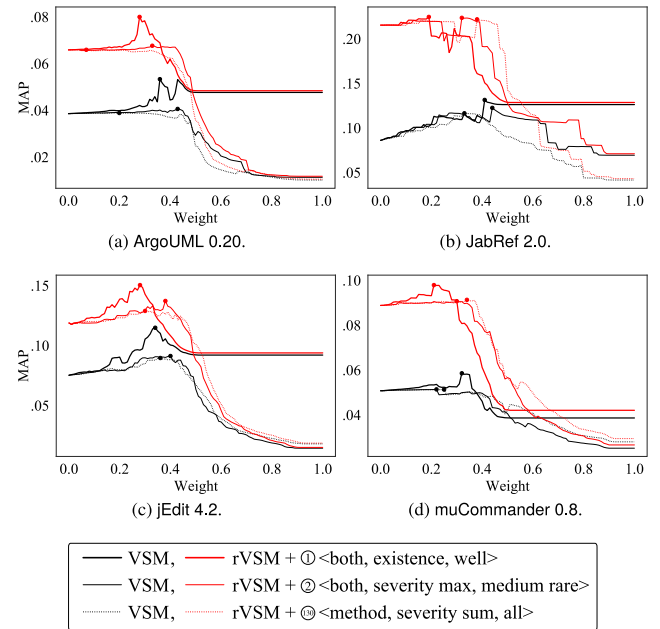 .08
.06
.04
.02
MAP
0.0 0.2 0.4 0.6 0.8 1.0
Weight
(a) ArgoUML 0.20.
.20
.15
.10
.05
0.0 0.2 0.4 0.6 0.8 1.0
Weight
(b) JabRef 2.0.
.15
.10
.05
MAP
0.0 0.2 0.4 0.6 0.8 1.0
Weight
(c) jEdit 4.2.
.10
.08
.06
.04
0.0 0.2 0.4 0.6 0.8 1.0
Weight
(d) muCommander 0.8.
VSM, rVSM + ① <both, existence, well>
VSM, rVSM + ② <both, severity max, medium rare>
VSM, rVSM + 130 <method, severity sum, all>